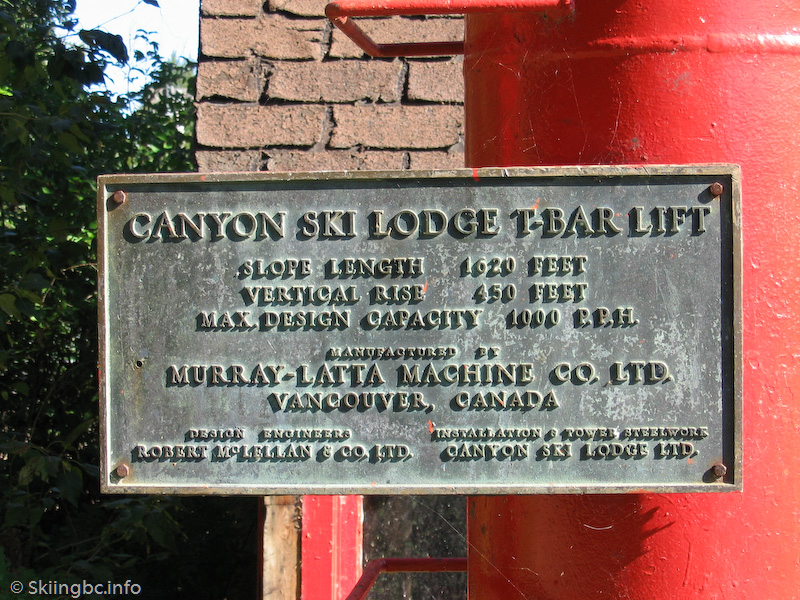 CANYON SKI LODGE T-BAR LIFT
SLOPE LENGTH 1620 FEET
VERTICAL RISE 450 FEET
MAX. DESIGN CAPACITY 1000 P.P.H.
MANUFACTURED BY
MURRAY-LATTA MACHINE CO. LTD.
VANCOUVER, CANADA
DESIGN ENGINEERS
ROBERT McLELLAN & CO. LTD.
INSTALLATION & TOWER STEELWORK
CANYON SKI LODGE LTD.
© Skiingbc.info